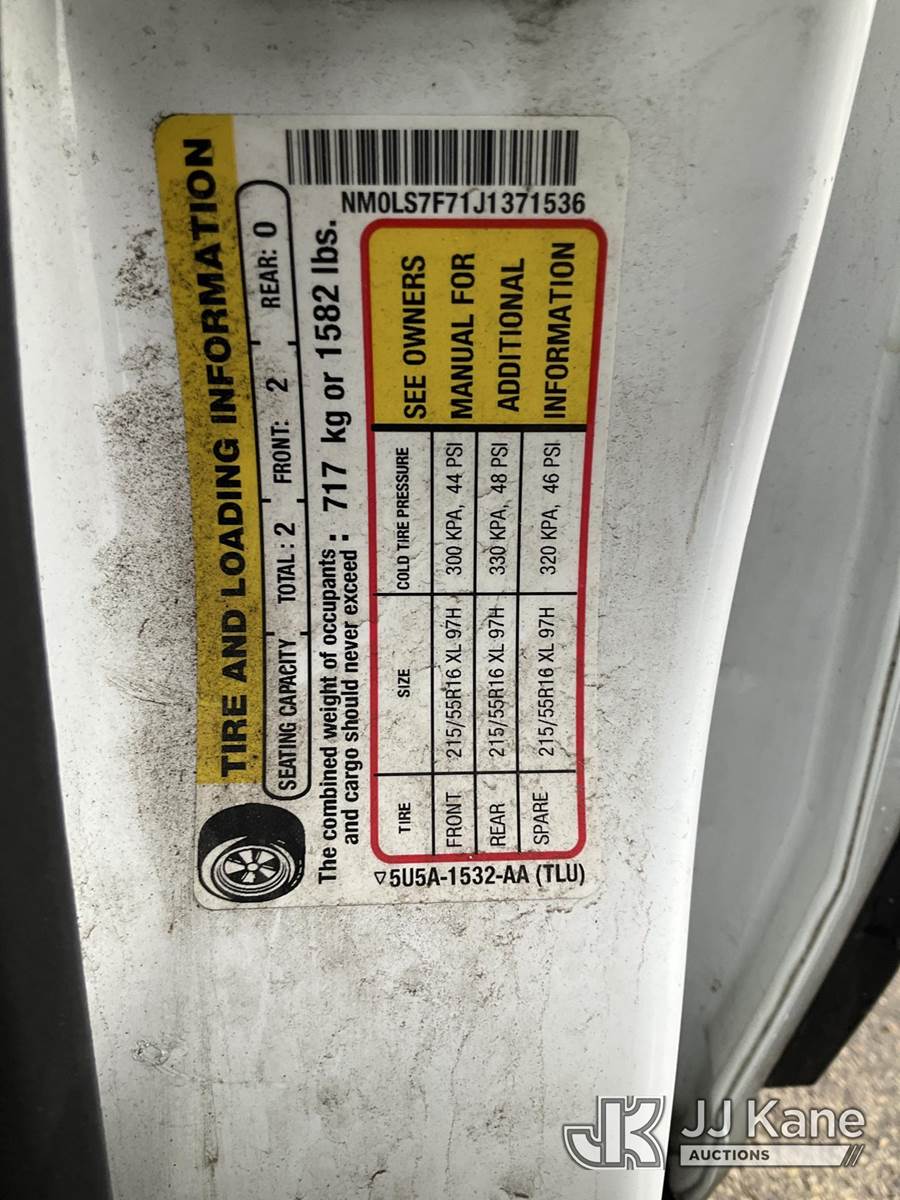 TIRE AND LOADING INFORMATION
SEATING CAPACITY TOTAL: 2 FRONT: 2 REAR: 0
The combined weight of occupants
and cargo should never exceed : 717 kg or 1582 lbs.
TIRE SIZE COLD TIRE PRESSURE
FRONT 215/55R16 XL 97H 300 KPA, 44 PSI
REAR 215/55R16 XL 97H 330 KPA, 48 PSI
SPARE 215/55R16 XL 97H 320 KPA, 46 PSI
SEE OWNERS
MANUAL FOR
ADDITIONAL
INFORMATION
5U5A-1532-AA (TLU)
NM0LS7F71J1371536
JK JJ Kane
AUCTIONS